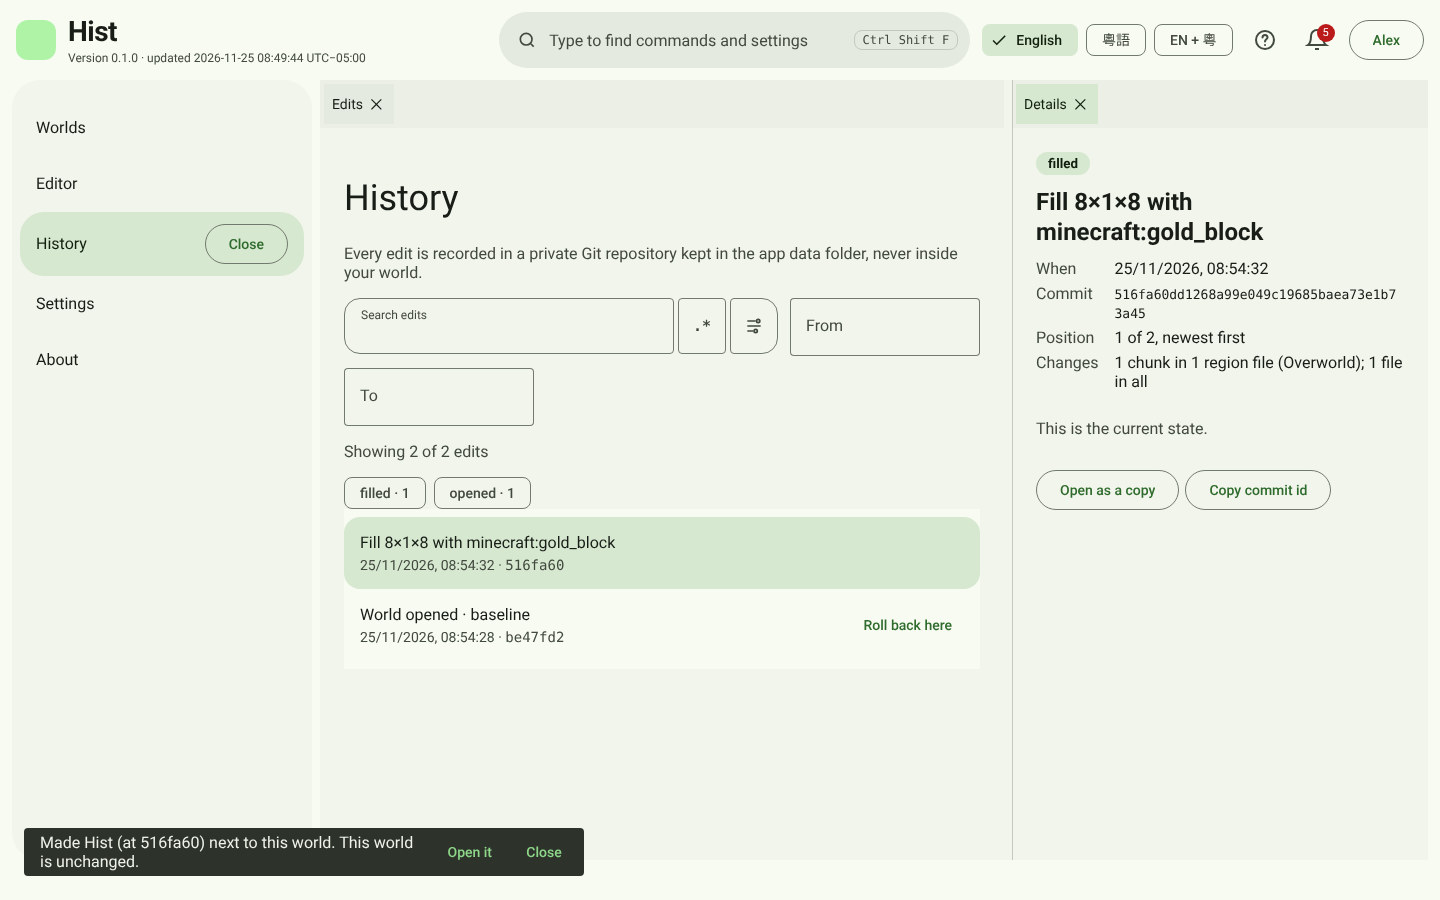 Hist
Version 0.1.0 · updated 2026-11-25 08:49:44 UTC−05:00
Type to find commands and settings
Ctrl Shift F
English
粵語
EN + 粵
5
Alex
Worlds
Editor
History
Close
Settings
About
Edits
History
Every edit is recorded in a private Git repository kept in the app data folder, never inside
your world.
Search edits
.*
From
To
Showing 2 of 2 edits
filled · 1
opened · 1
Fill 8×1×8 with minecraft:gold_block
25/11/2026, 08:54:32 · 516fa60
World opened · baseline
25/11/2026, 08:54:28 · be47fd2
Roll back here
Details
filled
Fill 8×1×8 with
minecraft:gold_block
When
25/11/2026, 08:54:32
Commit
516fa60dd1268a99e049c19685baea73e1b7
3a45
Position
1 of 2, newest first
Changes
1 chunk in 1 region file (Overworld); 1 file
in all
This is the current state.
Open as a copy
Copy commit id
Made Hist (at 516fa60) next to this world. This world
is unchanged.
Open it
Close